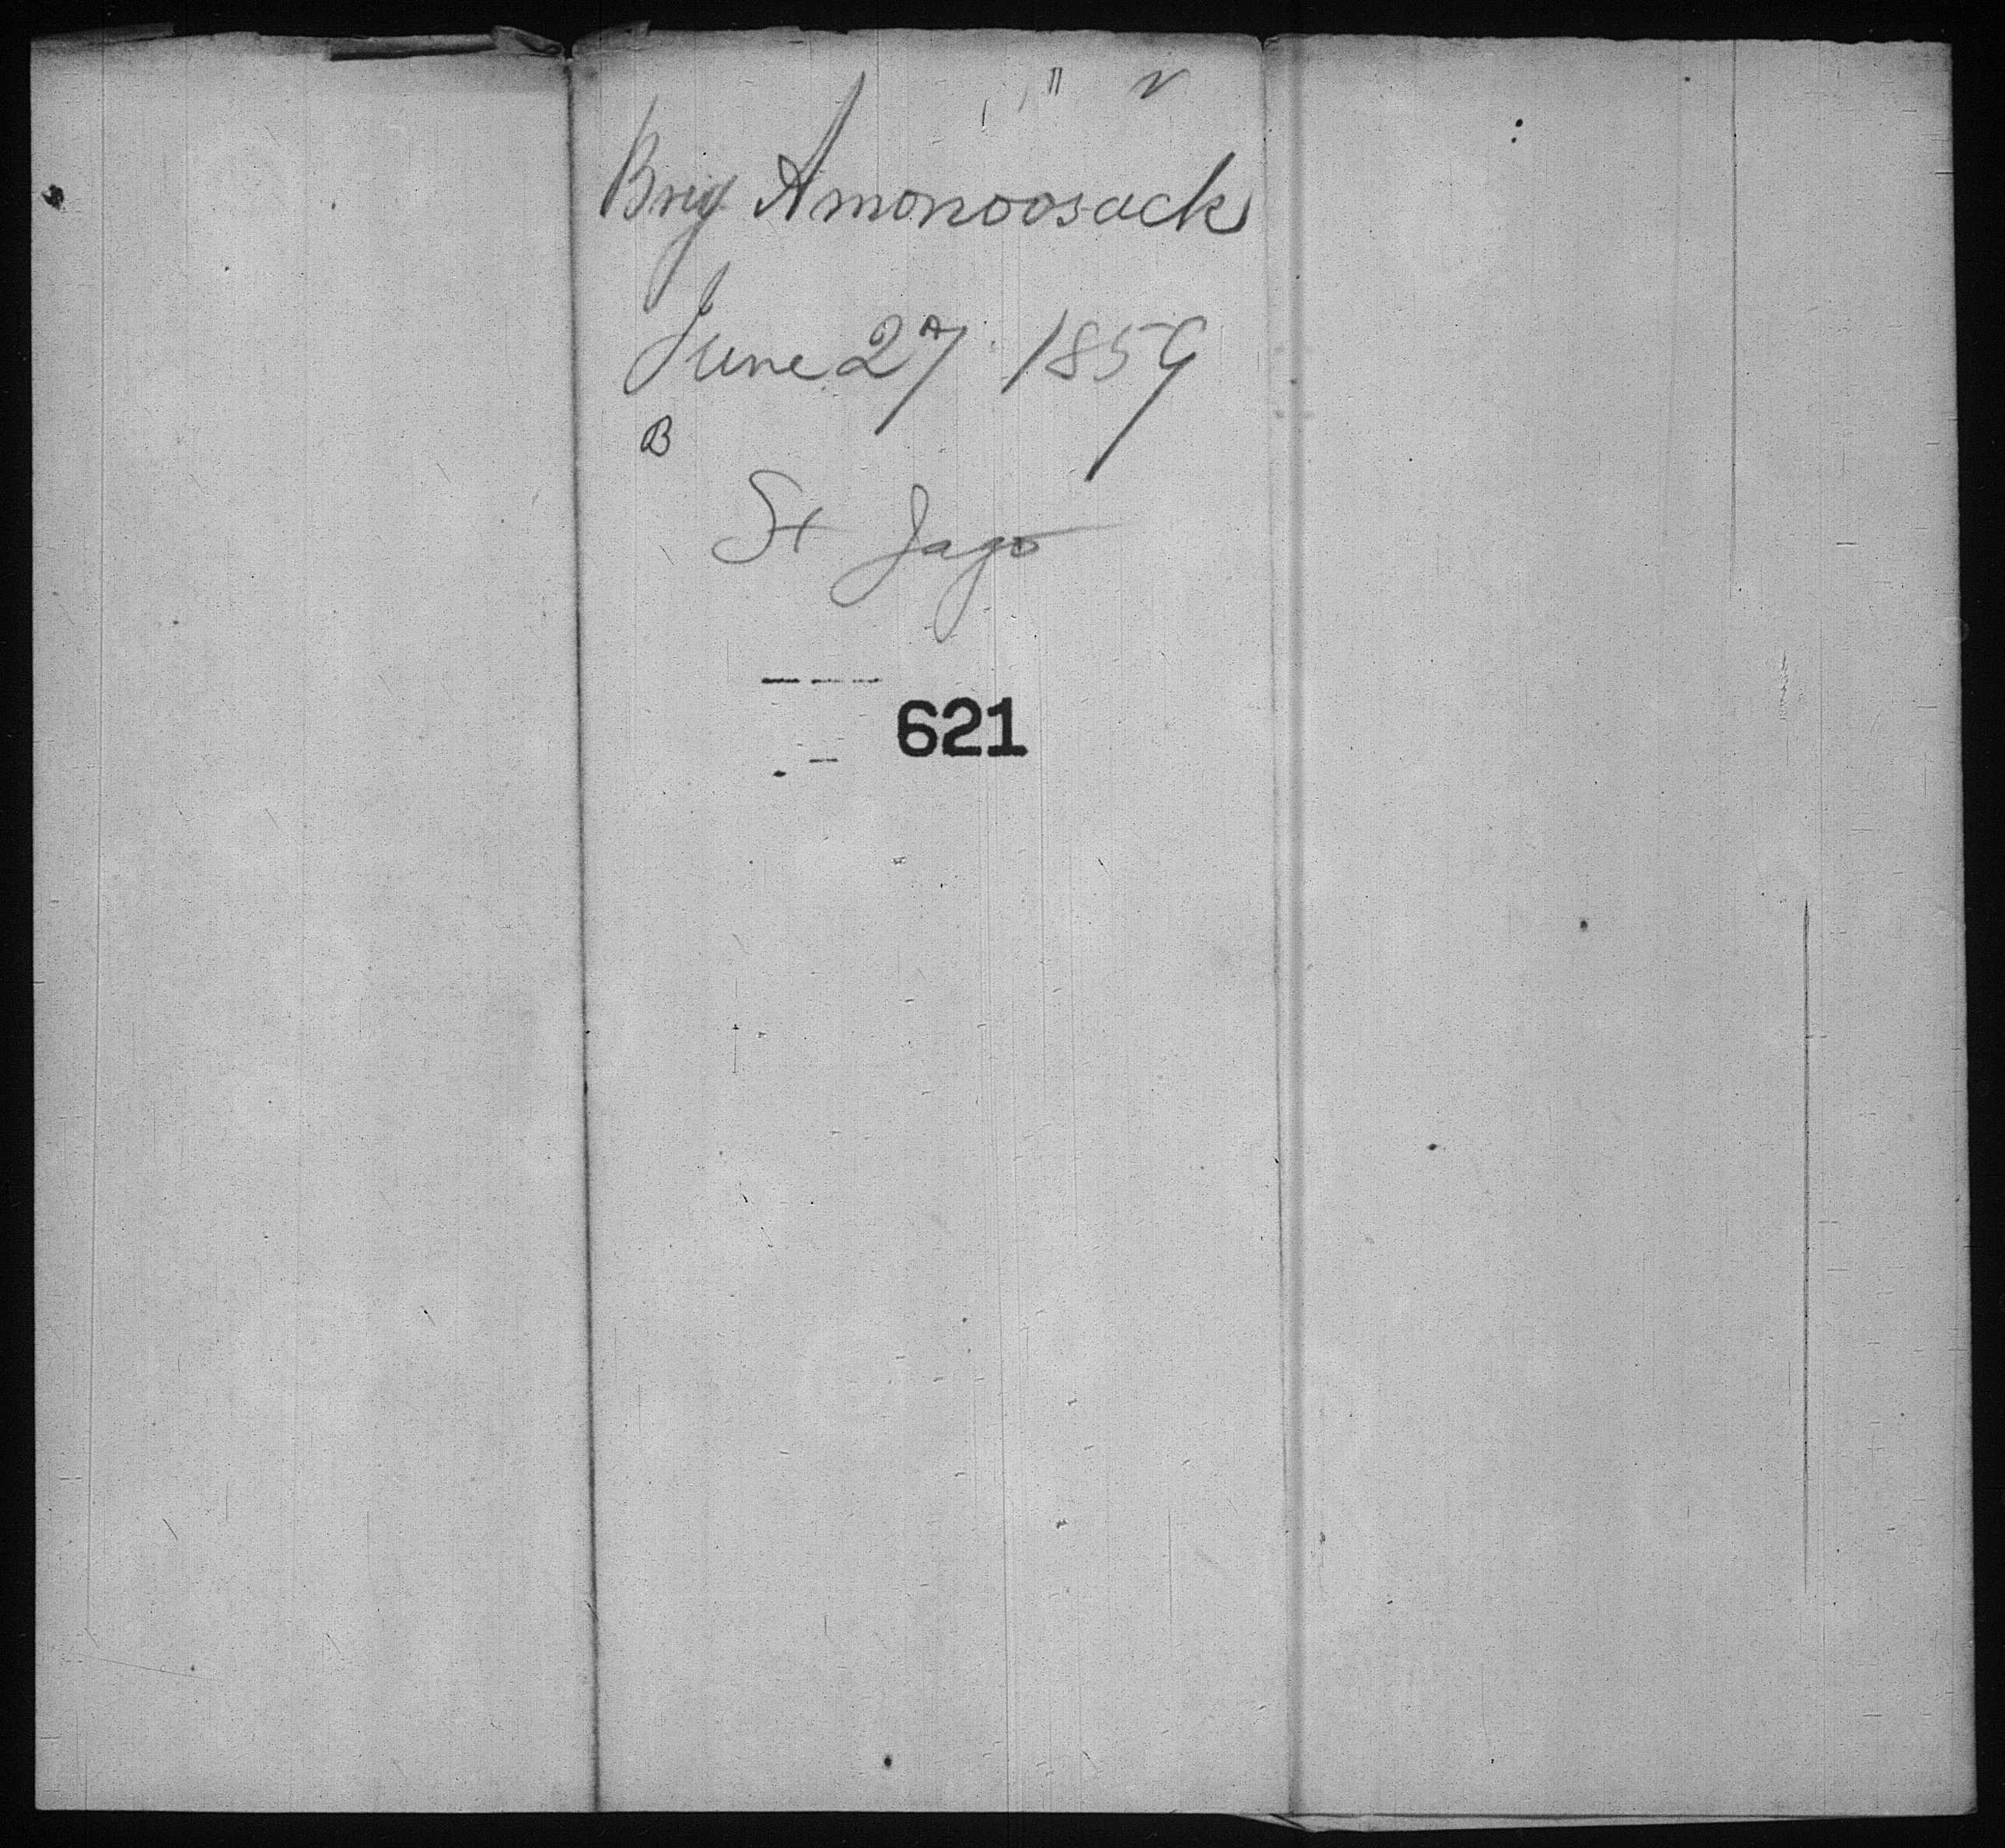 Brig Amonoosack
June 27 1859
B
St Jago
621